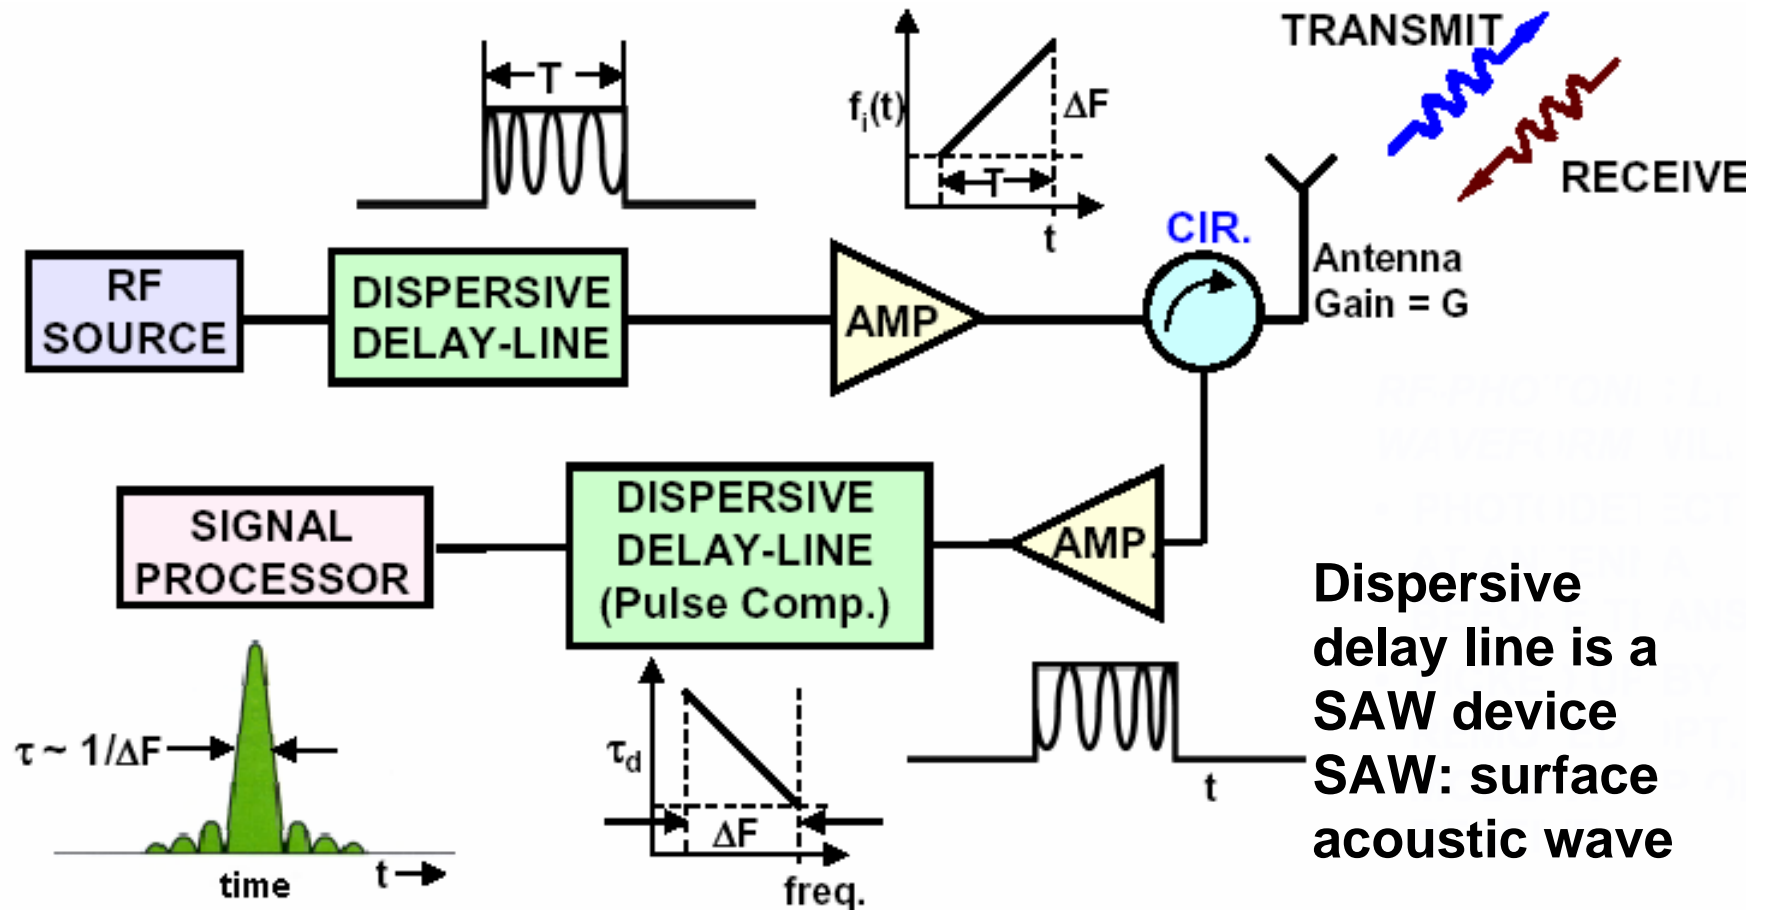 TRANSMIT
RECEIVE
T
fᵢ(t)
ΔF
T
t
CIR.
Antenna
Gain = G
RF
SOURCE
DISPERSIVE
DELAY-LINE
AMP
SIGNAL
PROCESSOR
DISPERSIVE
DELAY-LINE
(Pulse Comp.)
AMP.
τ ~ 1/ΔF
time
t
τd
ΔF
freq.
t
Dispersive
delay line is a
SAW device
SAW: surface
acoustic wave